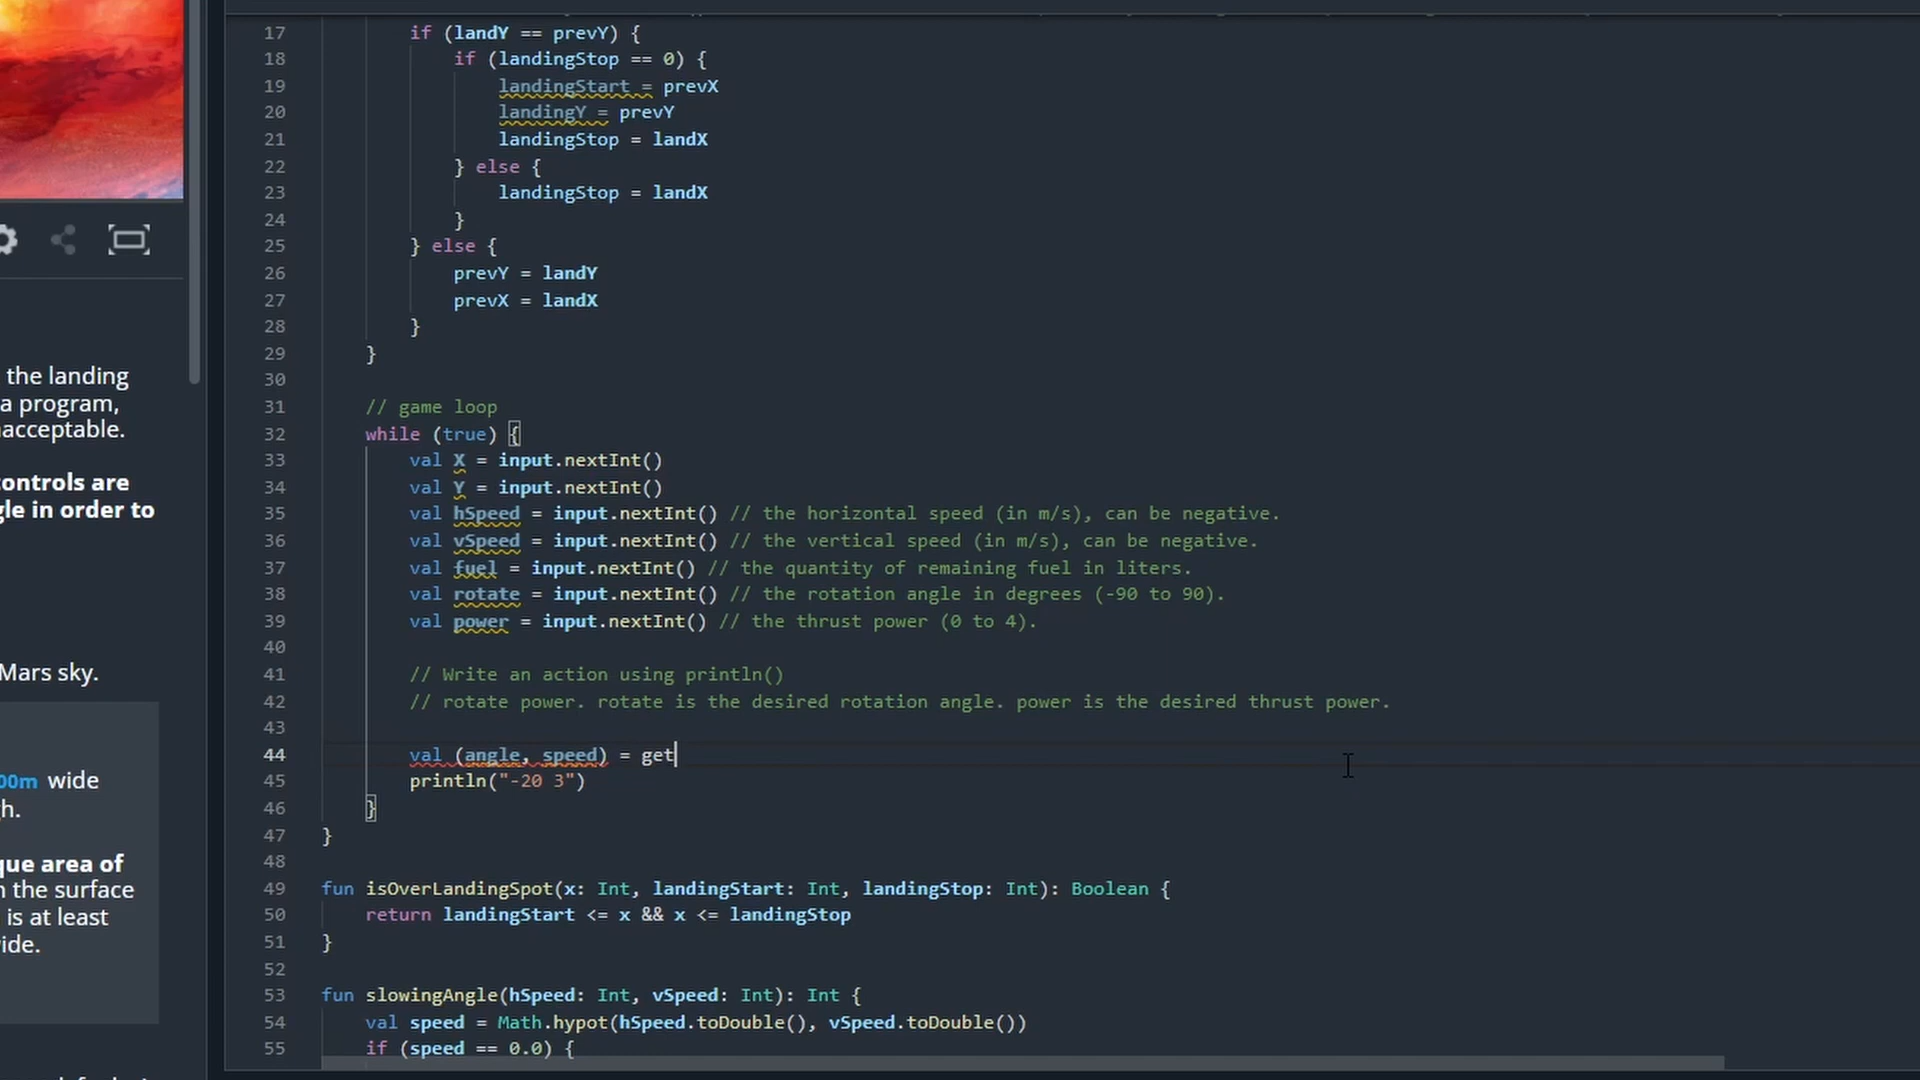 the landing
a program,
acceptable.
ontrols are
gle in order to
Mars sky.
00m wide
h.
que area of
the surface
is at least
ide.
17 if (landY == prevY) {
18 if (landingStop == 0) {
19 landingStart = prevX
20 landingY = prevY
21 landingStop = landX
22 } else {
23 landingStop = landX
24 }
25 } else {
26 prevY = landY
27 prevX = landX
28 }
29 }
30
31 // game loop
32 while (true) {
33 val X = input.nextInt()
34 val Y = input.nextInt()
35 val hSpeed = input.nextInt() // the horizontal speed (in m/s), can be negative.
36 val vSpeed = input.nextInt() // the vertical speed (in m/s), can be negative.
37 val fuel = input.nextInt() // the quantity of remaining fuel in liters.
38 val rotate = input.nextInt() // the rotation angle in degrees (-90 to 90).
39 val power = input.nextInt() // the thrust power (0 to 4).
40
41 // Write an action using println()
42 // rotate power. rotate is the desired rotation angle. power is the desired thrust power.
43
44 val (angle, speed) = get
45 println("-20 3")
46 }
47 }
48
49 fun isOverLandingSpot(x: Int, landingStart: Int, landingStop: Int): Boolean {
50 return landingStart <= x && x <= landingStop
51 }
52
53 fun slowingAngle(hSpeed: Int, vSpeed: Int): Int {
54 val speed = Math.hypot(hSpeed.toDouble(), vSpeed.toDouble())
55 if (speed == 0.0) {